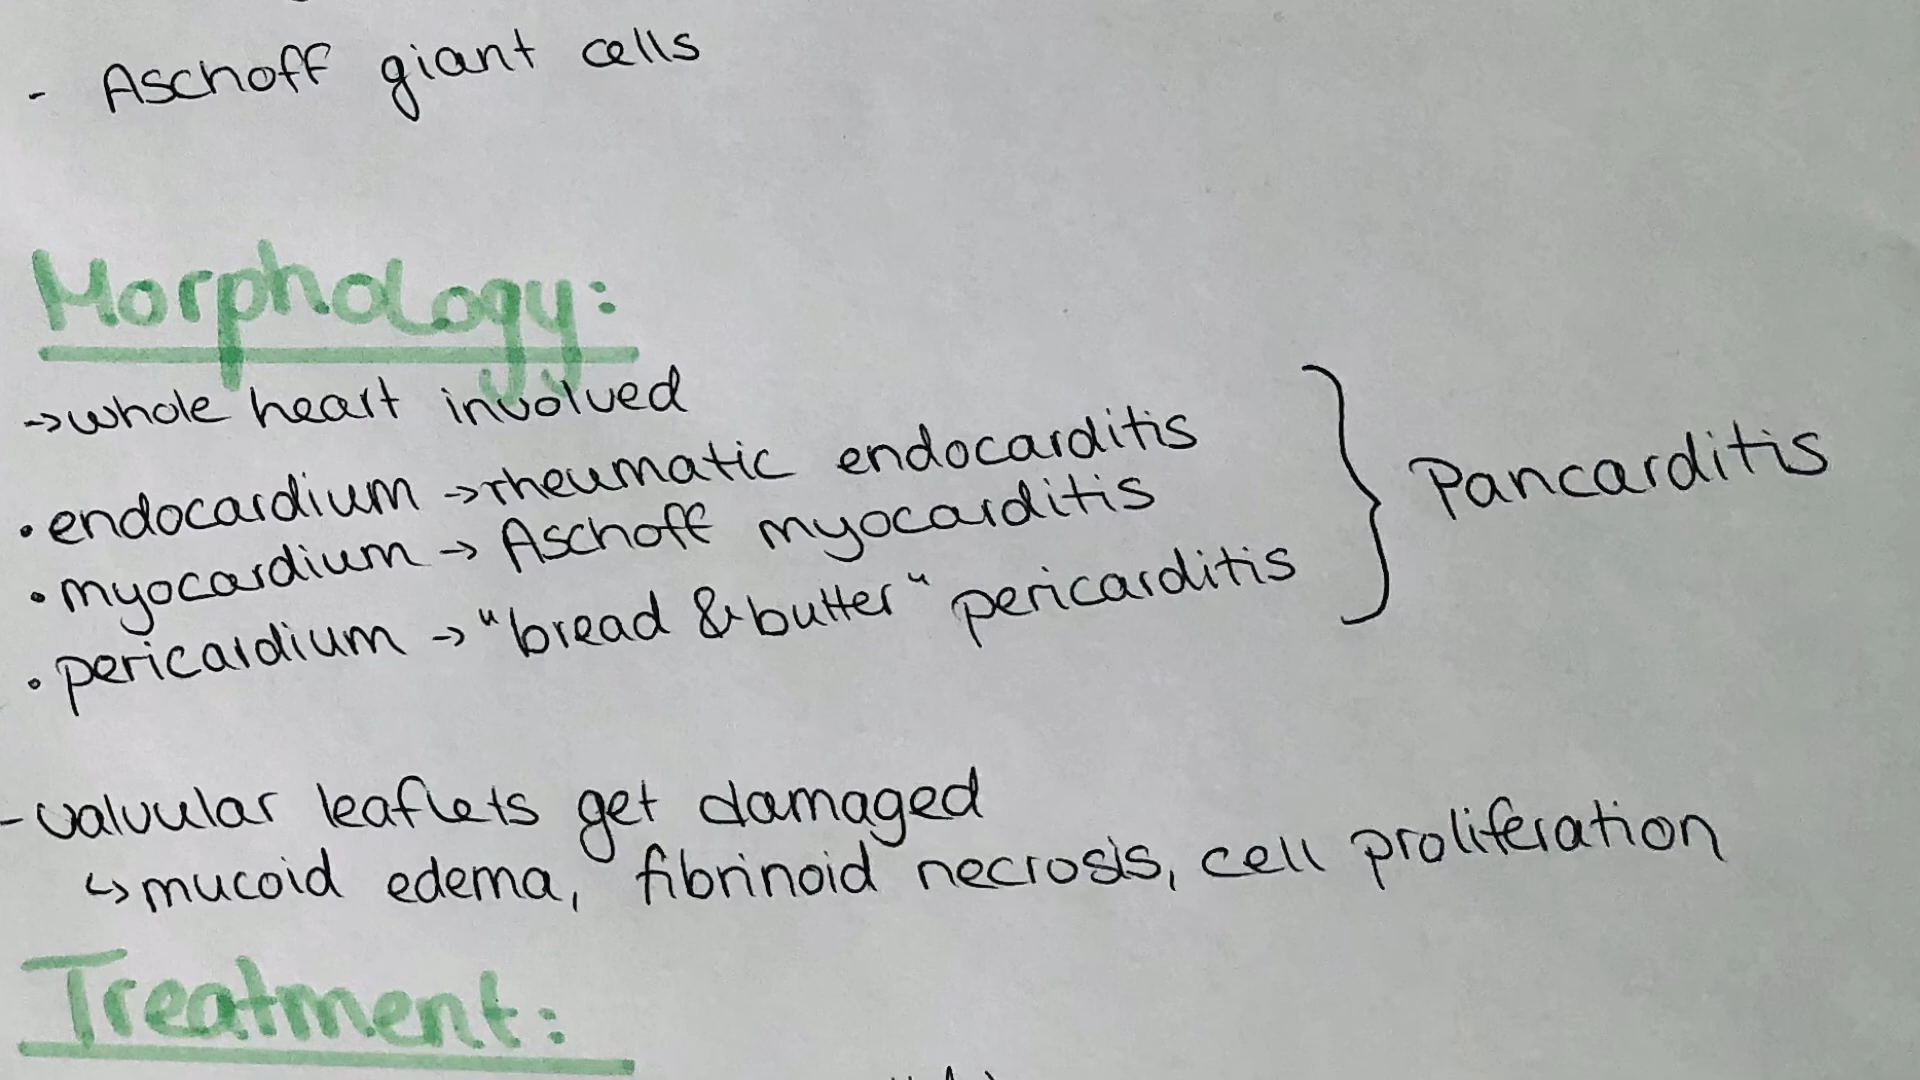 - Aschoff giant cells
Morphology:
→whole heart involved
• endocardium →rheumatic endocarditis
• myocardium → Aschoff myocarditis
• pericardium → "bread & butter" pericarditis
} Pancarditis
- valvular leaflets get damaged
↳ mucoid edema, fibrinoid necrosis, cell proliferation
Treatment: